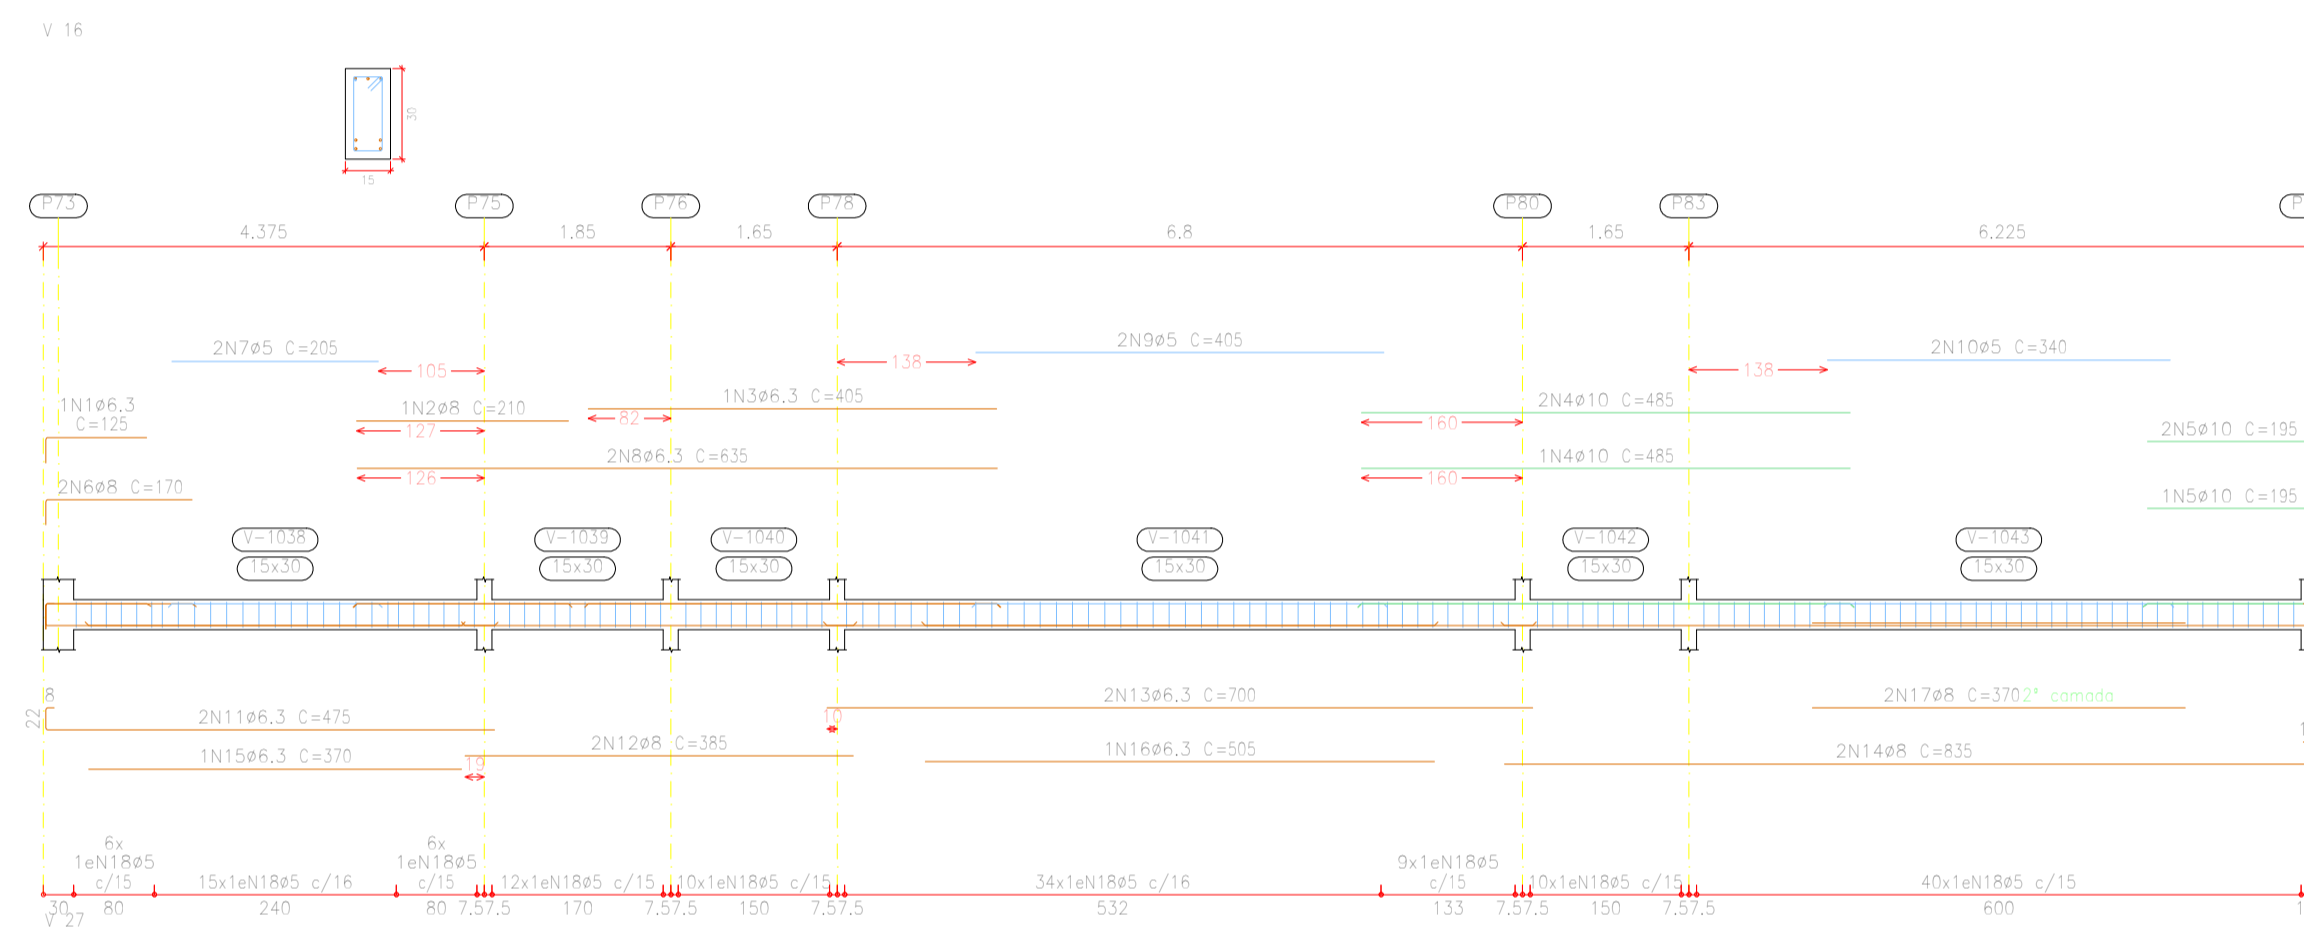 V 16
30
15
P73
P75
P76
P78
P80
P83
P
4.375
1.85
1.65
6.8
1.65
6.225
2N7ø5 C=205
105
138
2N9ø5 C=405
138
2N10ø5 C=340
1N1ø6.3
C=125
1N2ø8 C=210
127
1N3ø6.3 C=405
82
2N4ø10 C=485
160
2N5ø10 C=195
2N6ø8 C=170
2N8ø6.3 C=635
126
1N4ø10 C=485
160
1N5ø10 C=195
V-1038
V-1039
V-1040
V-1041
V-1042
V-1043
15x30
15x30
15x30
15x30
15x30
15x30
8
22
2N11ø6.3 C=475
10
2N13ø6.3 C=700
2N17ø8 C=370 2° camada
1N15ø6.3 C=370
19
2N12ø8 C=385
1N16ø6.3 C=505
2N14ø8 C=835
6x
1eN18ø5
c/15
15x1eN18ø5 c/16
6x
1eN18ø5
c/15
12x1eN18ø5 c/15
10x1eN18ø5 c/15
34x1eN18ø5 c/16
9x1eN18ø5
c/15
10x1eN18ø5 c/15
40x1eN18ø5 c/15
30
80
240
80
7.57.5
170
7.57.5
150
7.57.5
532
133
7.57.5
150
7.57.5
600
1
V 27